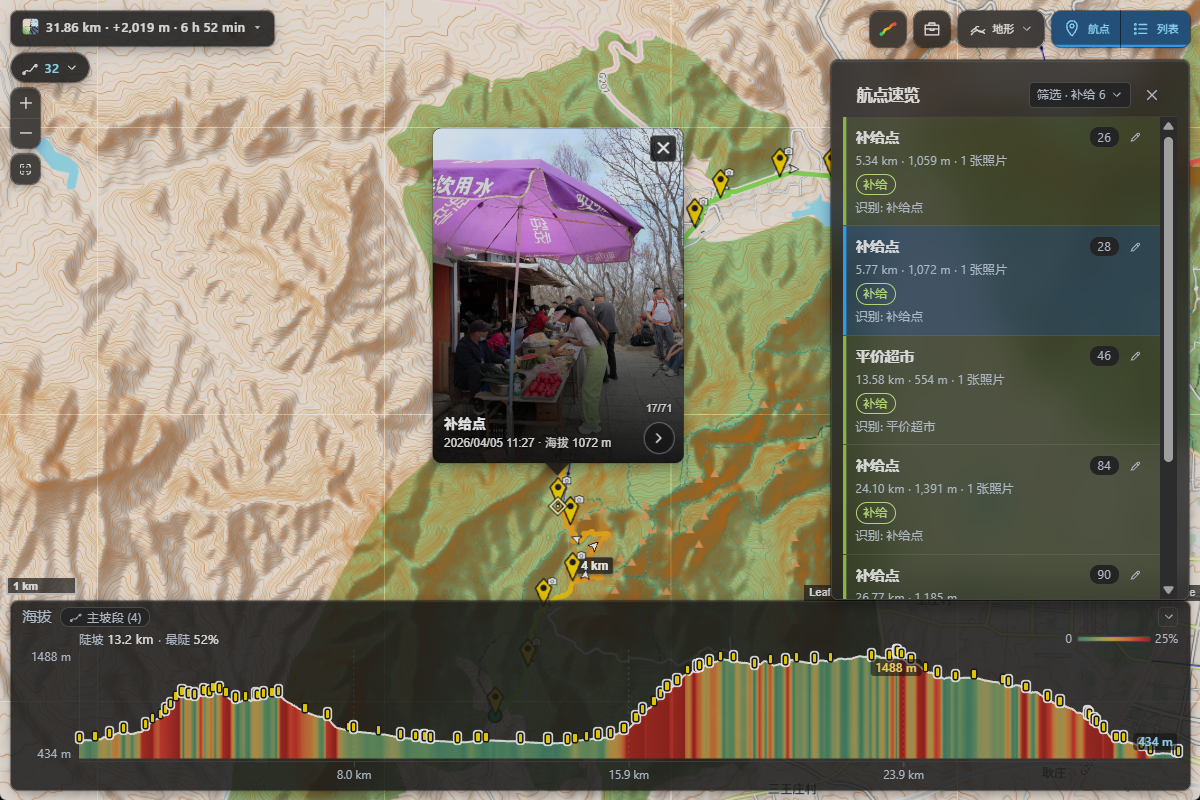 31.86 km · +2,019 m · 6 h 52 min
地形
航点
列表
32
+
−
G207
航点速览
筛选 · 补给 6
补给点
26
5.34 km · 1,059 m · 1 张照片
补给
识别: 补给点
补给点
28
5.77 km · 1,072 m · 1 张照片
补给
识别: 补给点
平价超市
46
13.58 km · 554 m · 1 张照片
补给
识别: 平价超市
补给点
84
24.10 km · 1,391 m · 1 张照片
补给
识别: 补给点
补给点
90
26.77 km · 1,185 m
饮用水
17/71
补给点
2026/04/05 11:27 · 海拔 1072 m
4 km
1 km
Leaf
海拔
主坡段 (4)
陡坡 13.2 km · 最陡 52%
0
25%
1488 m
1488 m
434 m
434 m
8.0 km
15.9 km
23.9 km
耿庄
三王庄村